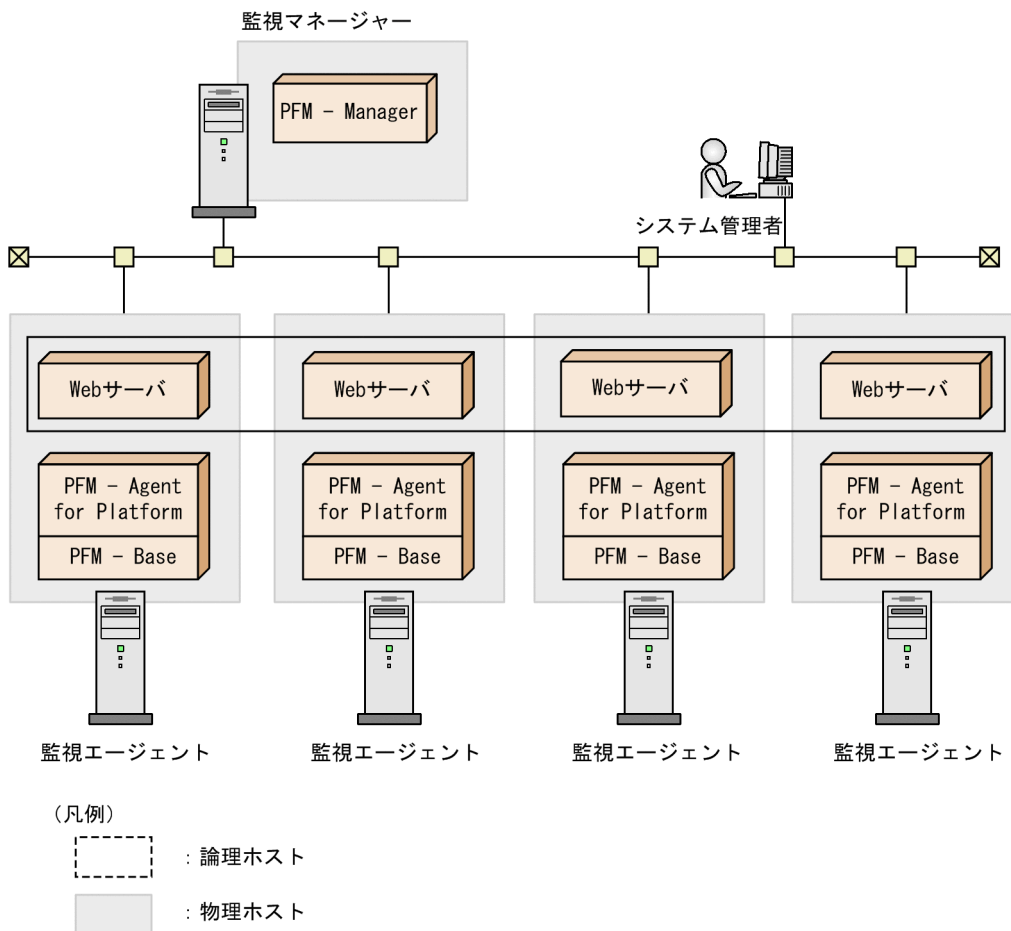 監視マネージャー
PFM − Manager
システム管理者
Webサーバ
Webサーバ
Webサーバ
Webサーバ
PFM − Agent
for Platform
PFM − Base
PFM − Agent
for Platform
PFM − Base
PFM − Agent
for Platform
PFM − Base
PFM − Agent
for Platform
PFM − Base
監視エージェント
監視エージェント
監視エージェント
監視エージェント
(凡例)
:論理ホスト
:物理ホスト